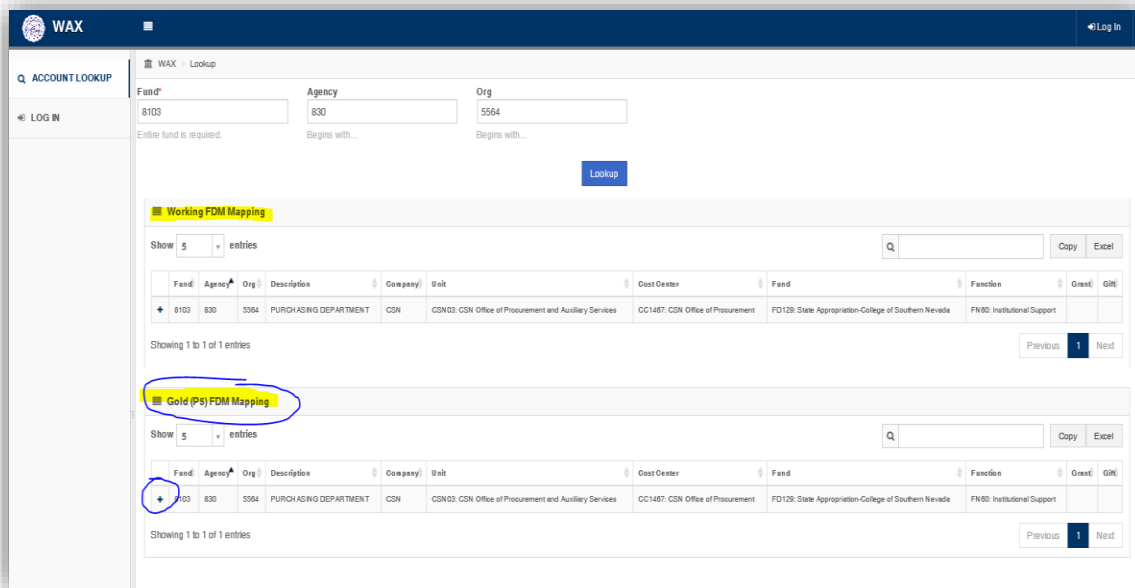 WAX
Log In
ACCOUNT LOOKUP
LOG IN
WAX > Lookup
Fund* Agency Org
8103 830 5564
Entire fund is required. Begins with... Begins with...
Lookup
Working FDM Mapping
Show 5 entries Copy Excel
Fund Agency Org Description Company Unit Cost Center Fund Function Grant Gift
+ 8103 830 5564 PURCHASING DEPARTMENT CSN CSN03: CSN Office of Procurement and Auxiliary Services CC1467: CSN Office of Procurement FD129: State Appropriation-College of Southern Nevada FN60: Institutional Support
Showing 1 to 1 of 1 entries Previous 1 Next
Gold (P5) FDM Mapping
Show 5 entries Copy Excel
Fund Agency Org Description Company Unit Cost Center Fund Function Grant Gift
+ 8103 830 5564 PURCHASING DEPARTMENT CSN CSN03: CSN Office of Procurement and Auxiliary Services CC1467: CSN Office of Procurement FD129: State Appropriation-College of Southern Nevada FN60: Institutional Support
Showing 1 to 1 of 1 entries Previous 1 Next